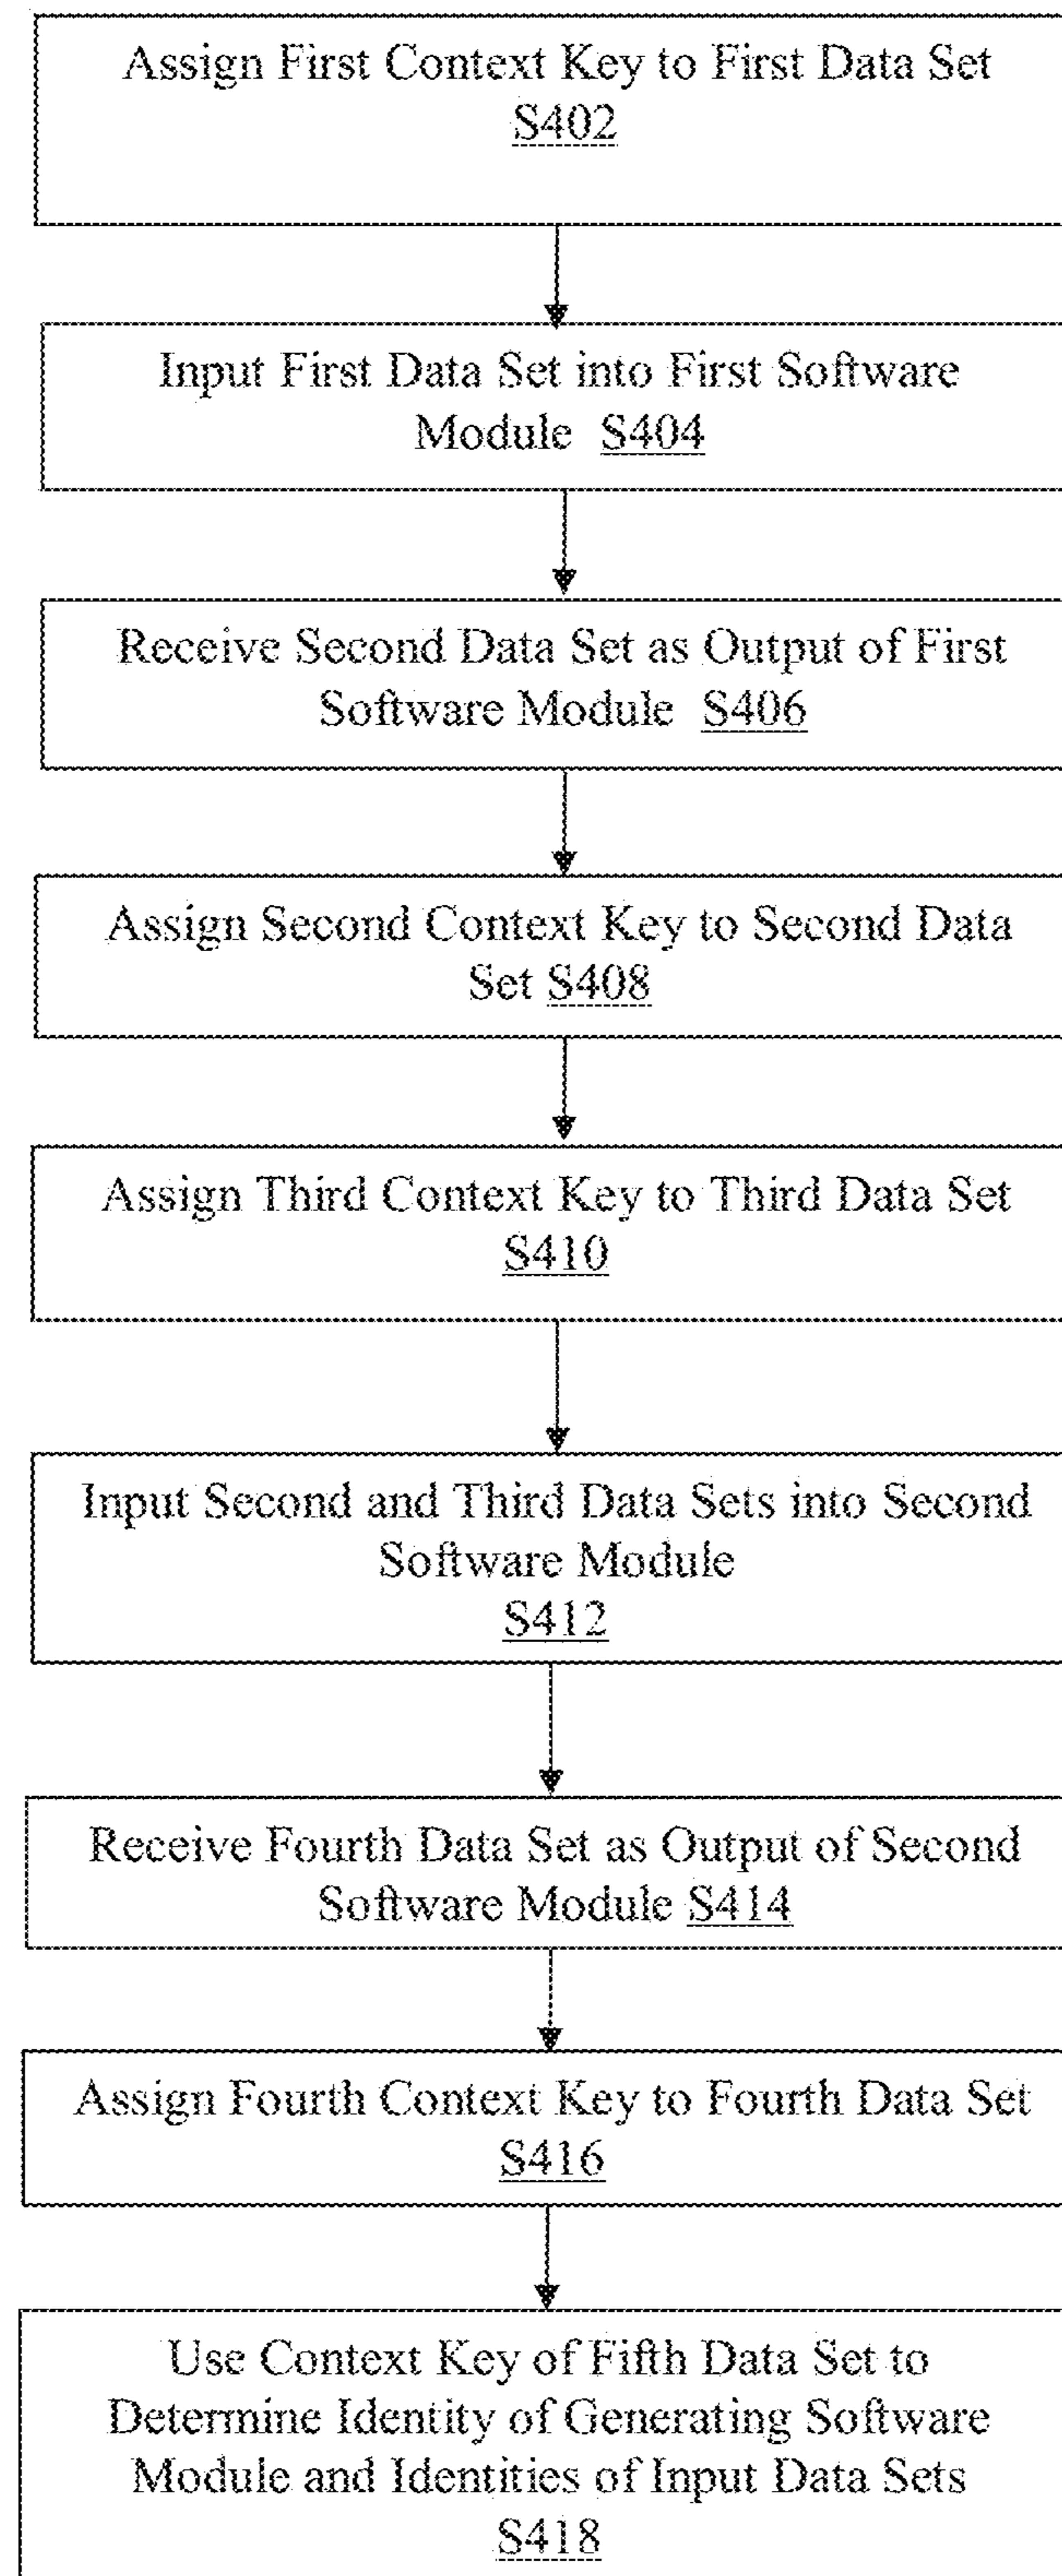 Assign First Context Key to First Data Set
S402
Input First Data Set into First Software
Module S404
Receive Second Data Set as Output of First
Software Module S406
Assign Second Context Key to Second Data
Set S408
Assign Third Context Key to Third Data Set
S410
Input Second and Third Data Sets into Second
Software Module
S412
Receive Fourth Data Set as Output of Second
Software Module S414
Assign Fourth Context Key to Fourth Data Set
S416
Use Context Key of Fifth Data Set to
Determine Identity of Generating Software
Module and Identities of Input Data Sets
S418